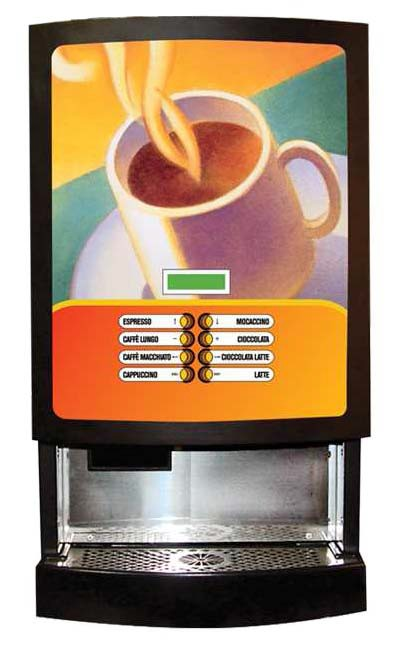 ESPRESSO ↑ ↓ MOCACCINO
CAFFÈ LUNGO - + CIOCCOLATA
CAFFÈ MACCHIATO CIOCCOLATA LATTE
CAPPUCCINO LATTE